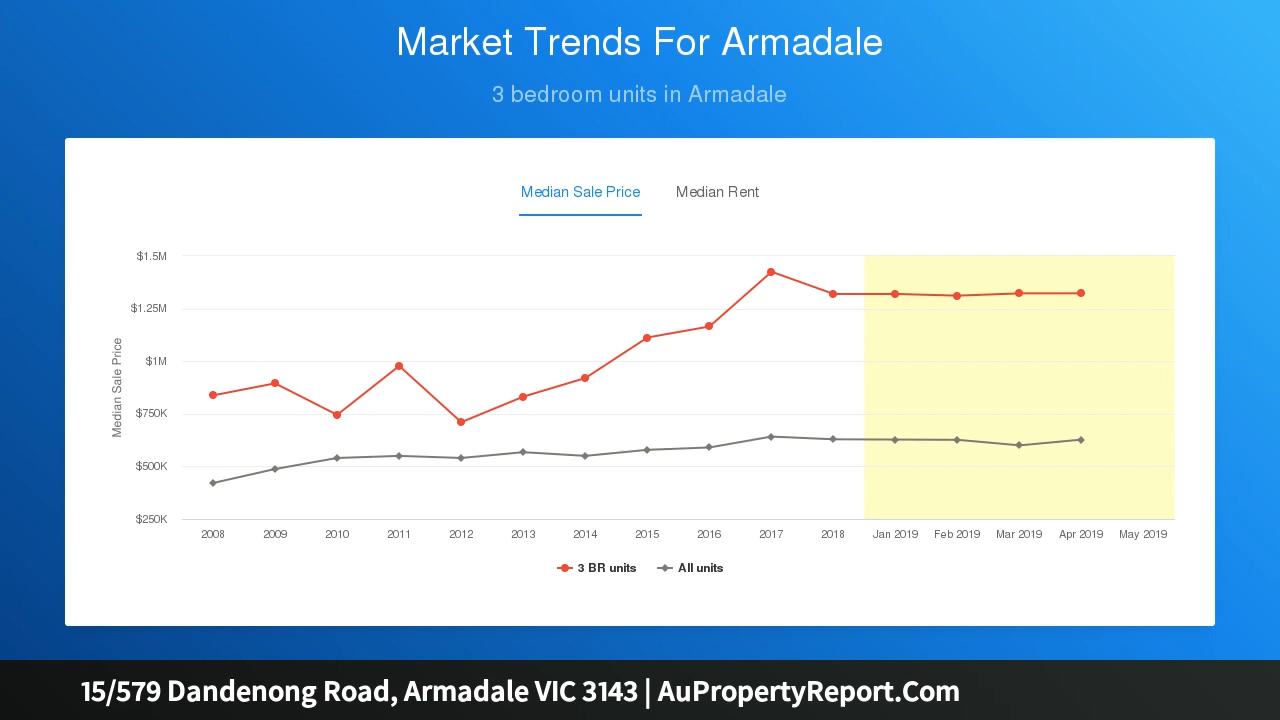 Market Trends For Armadale
3 bedroom units in Armadale
Median Sale Price Median Rent
Median Sale Price
$1.5M
$1.25M
$1M
$750K
$500K
$250K
2008 2009 2010 2011 2012 2013 2014 2015 2016 2017 2018 Jan 2019 Feb 2019 Mar 2019 Apr 2019 May 2019
3 BR units All units
15/579 Dandenong Road, Armadale VIC 3143 | AuPropertyReport.Com